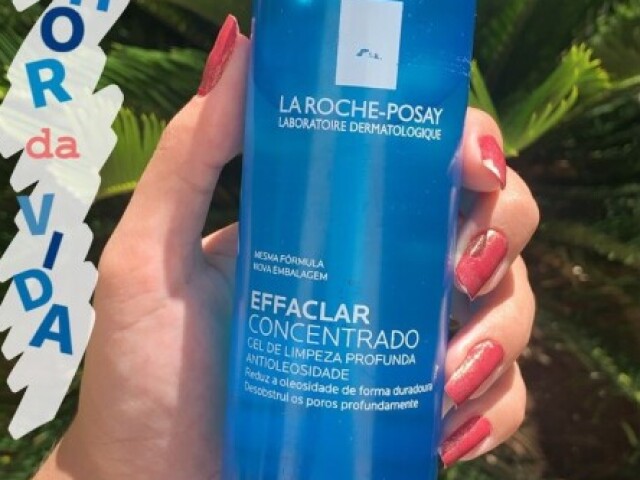 OR
da
VIDA
LA ROCHE-POSAY
LABORATOIRE DERMATOLOGIQUE
MESMA FÓRMULA
NOVA EMBALAGEM
EFFACLAR
CONCENTRADO
GEL DE LIMPEZA PROFUNDA
ANTIOLEOSIDADE
Reduz a oleosidade de forma duradoura
Desobstrui os poros profundamente